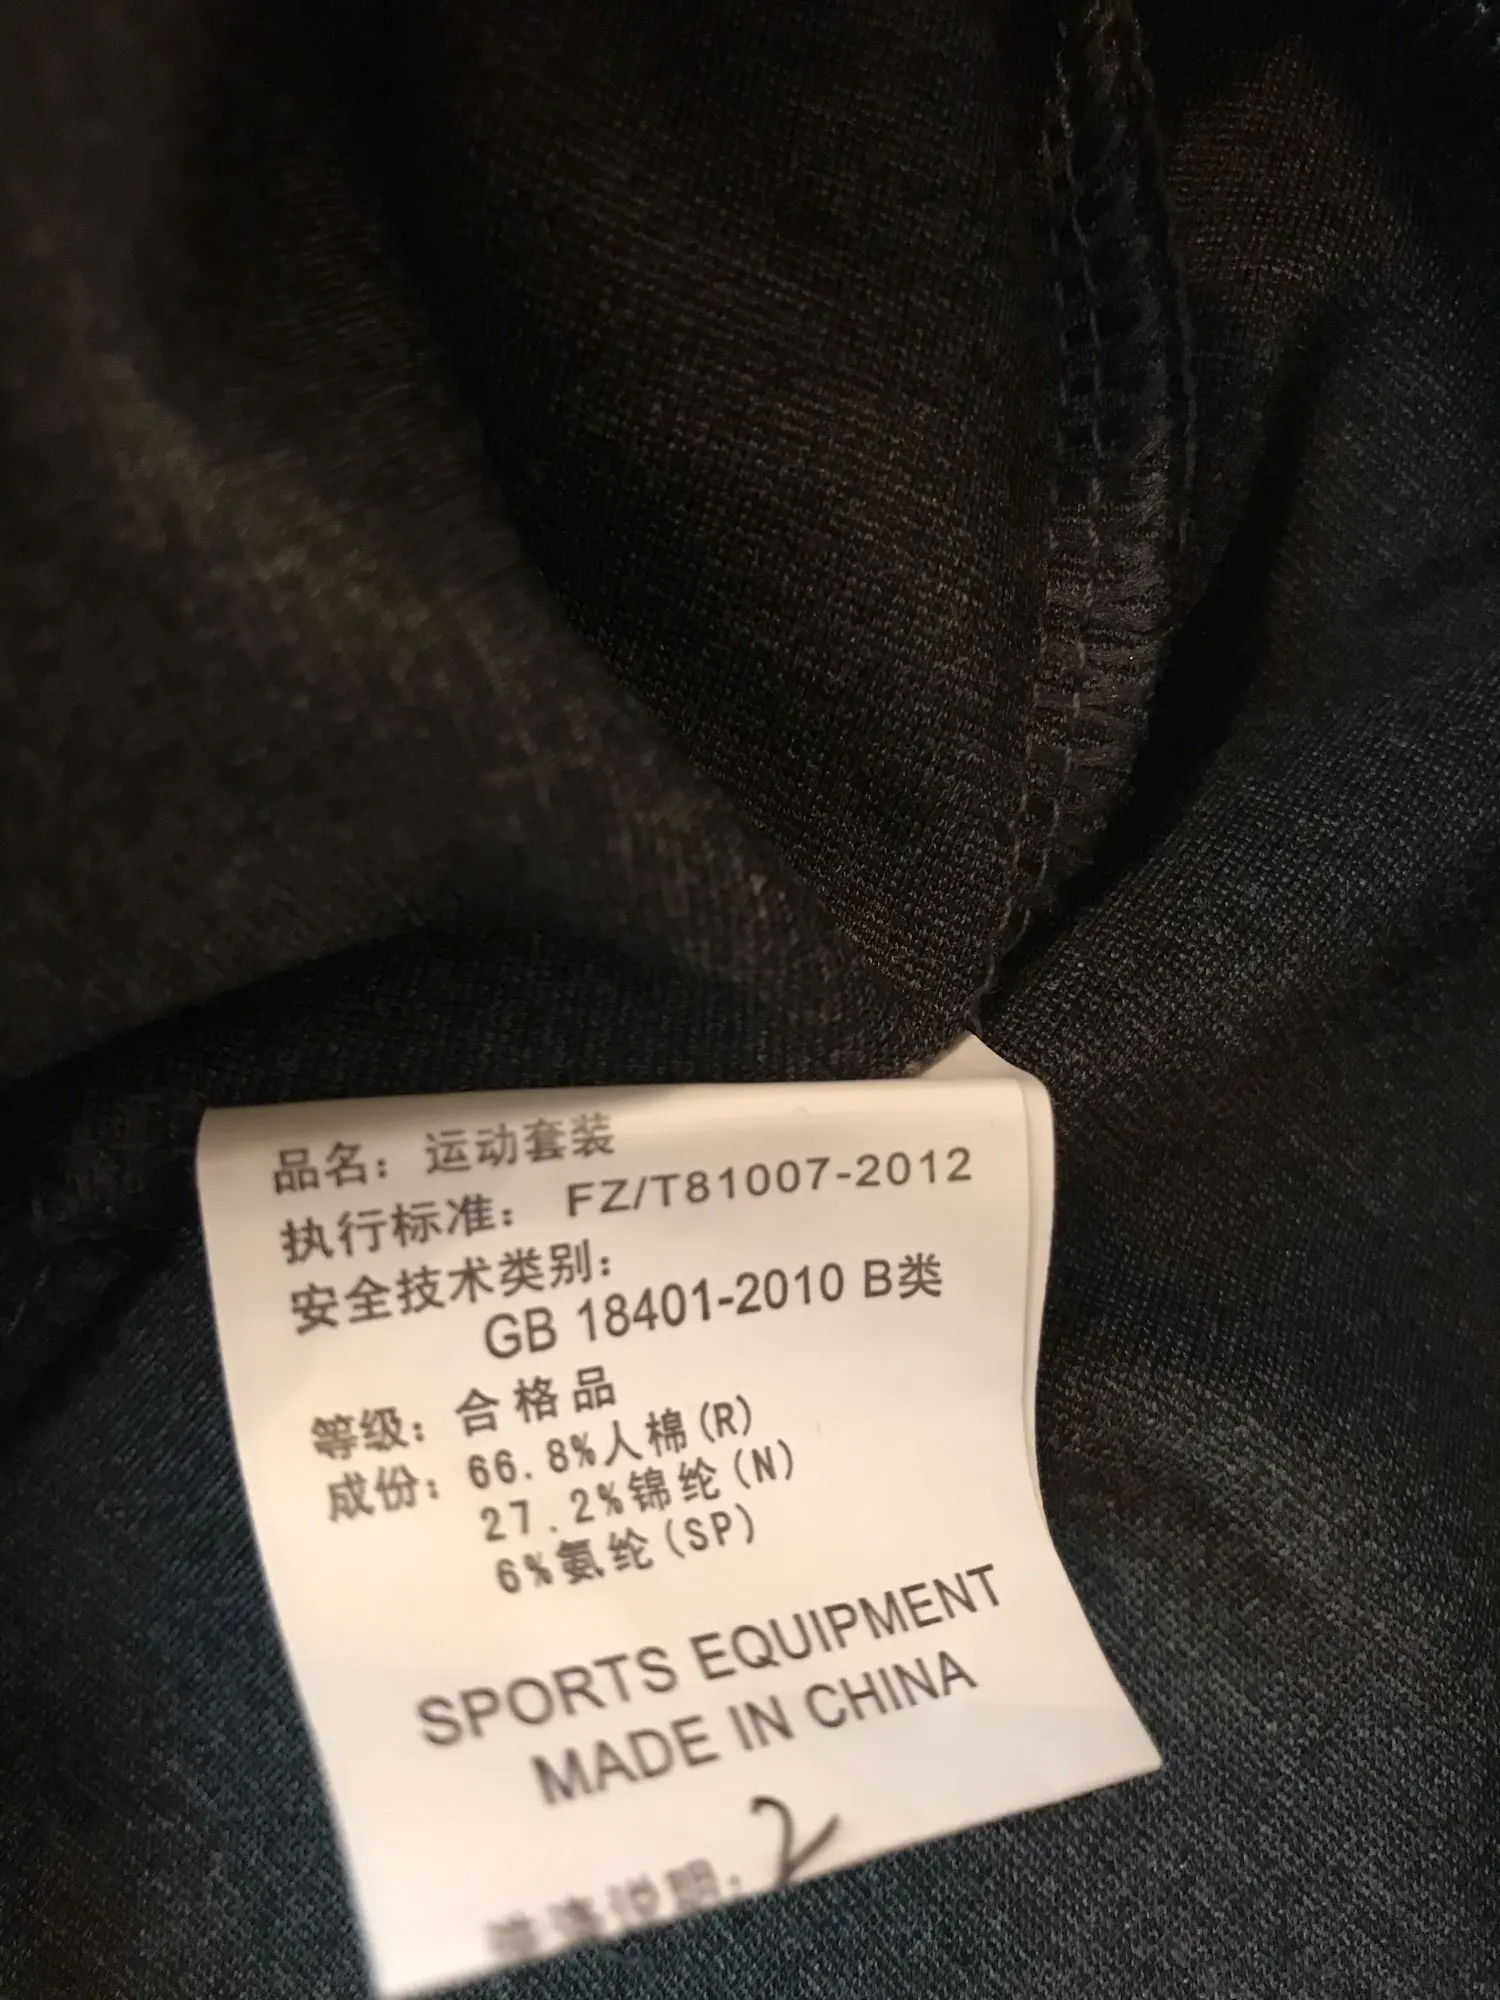 品名：运动套装
执行标准： FZ/T81007-2012
安全技术类别：
GB 18401-2010 B类
等级：合格品
成份：66.8%人棉(R)
27.2%锦纶(N)
6%氨纶(SP)
SPORTS EQUIPMENT
MADE IN CHINA
2
说明：